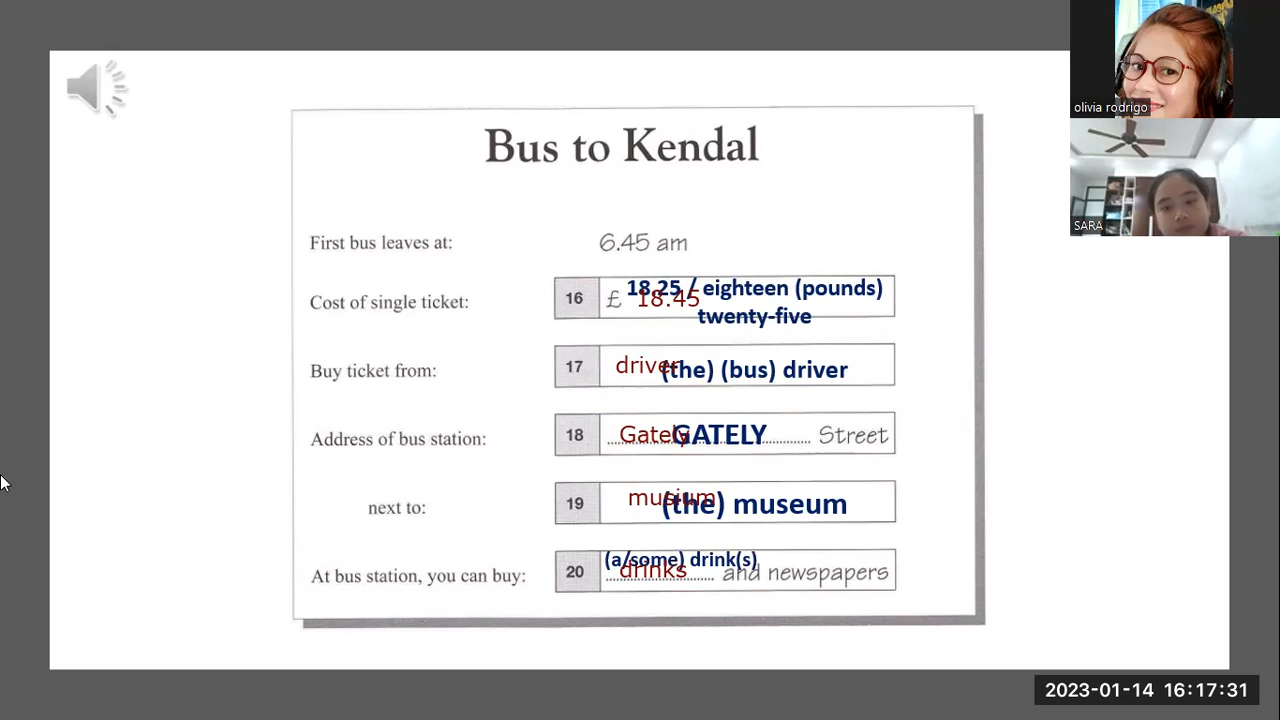 olivia rodrigo
SARA
Bus to Kendal
First bus leaves at: 6.45 am
Cost of single ticket: 16 £ 18.45
18.25 / eighteen (pounds)
twenty-five
Buy ticket from: 17 driver
(the) (bus) driver
Address of bus station: 18 Gately Street
GATELY
next to: 19 musium
(the) museum
(a/some) drink(s)
At bus station, you can buy: 20 drinks and newspapers
2023-01-14 16:17:31